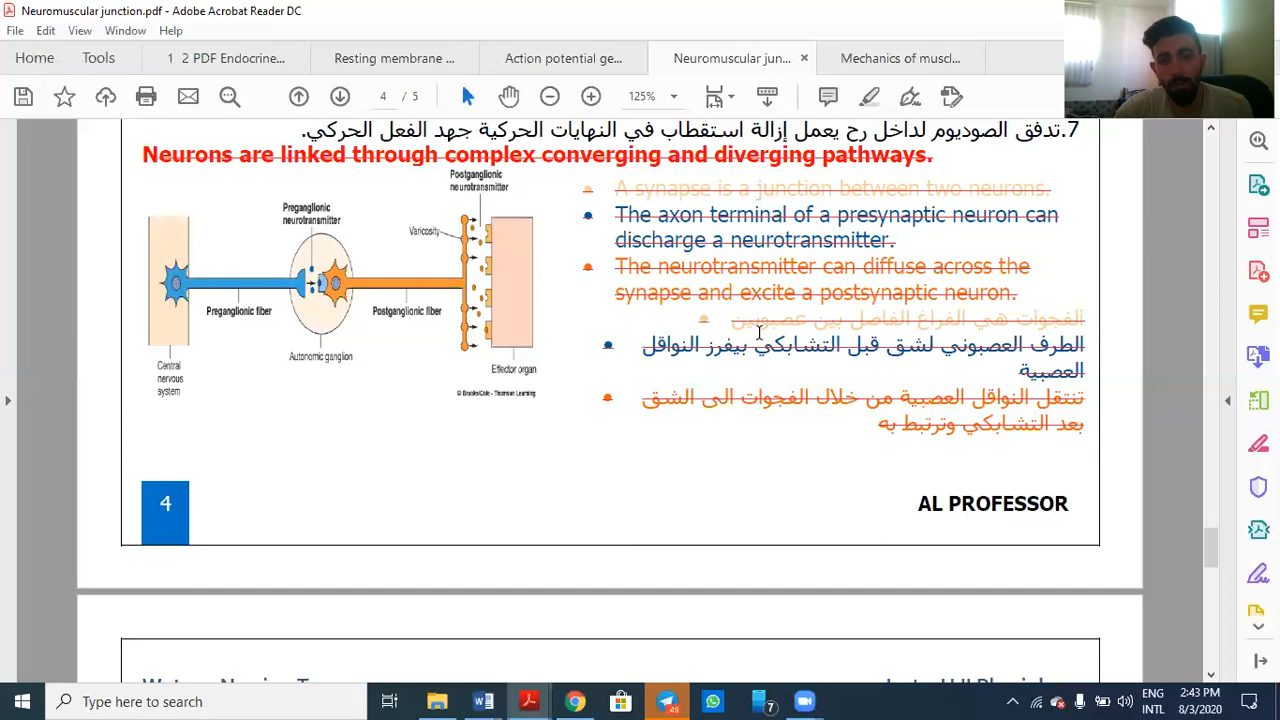 Neuromuscular junction.pdf - Adobe Acrobat Reader DC
File Edit View Window Help
Home Tools 1 2 PDF Endocrine... Resting membrane ... Action potential ge... Neuromuscular jun... × Mechanics of muscl...
4 / 5 125%
7.تدفق الصوديوم لداخل رح يعمل إزالة استقطاب في النهايات الحركية جهد الفعل الحركي.
Neurons are linked through complex converging and diverging pathways.
Postganglionic
neurotransmitter
Preganglionic
neurotransmitter
Varicosity
Preganglionic fiber
Postganglionic fiber
Autonomic ganglion
Central
nervous
system
Effector organ
© Brooks/Cole - Thomson Learning
A synapse is a junction between two neurons.
The axon terminal of a presynaptic neuron can
discharge a neurotransmitter.
The neurotransmitter can diffuse across the
synapse and excite a postsynaptic neuron.
الفجوات هي الفراغ الفاصل بين عصبونين
الطرف العصبوني لشق قبل التشابكي بيفرز النواقل
العصبية
تنتقل النواقل العصبية من خلال الفجوات الى الشق
بعد التشابكي وترتبط به
4
AL PROFESSOR
Type here to search
49
7
ENG
INTL
2:43 PM
8/3/2020